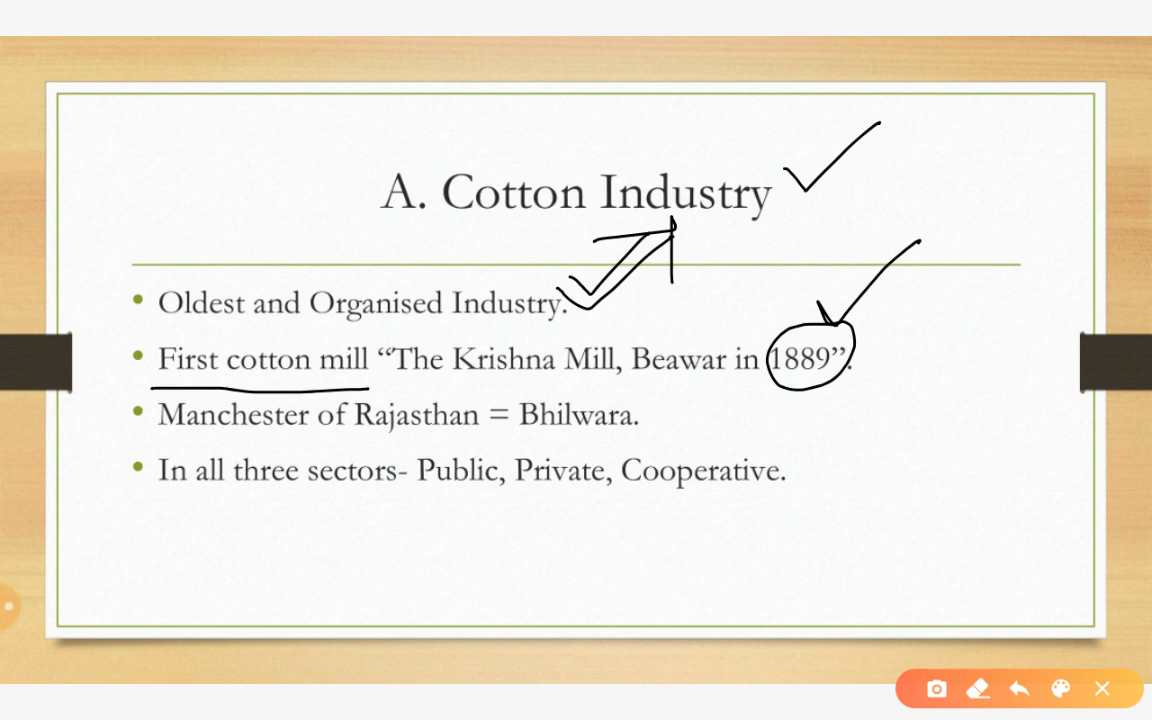 A. Cotton Industry
• Oldest and Organised Industry.
• First cotton mill “The Krishna Mill, Beawar in 1889”.
• Manchester of Rajasthan = Bhilwara.
• In all three sectors- Public, Private, Cooperative.